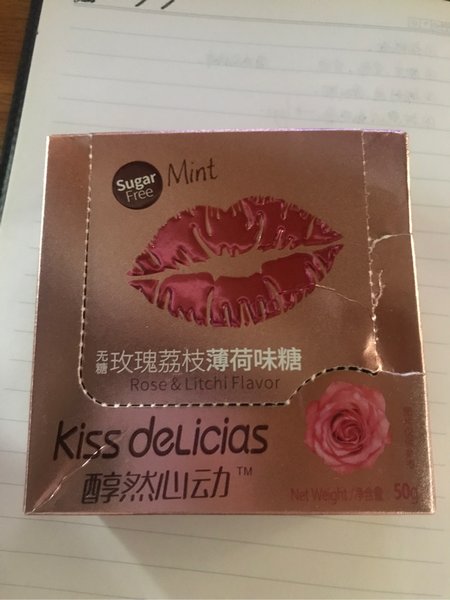 Sugar
Free
Mint
无糖
玫瑰荔枝薄荷味糖
Rose & Litchi Flavor
Kiss deLicias
醇然心动™
Net Weight/净含量: 50g